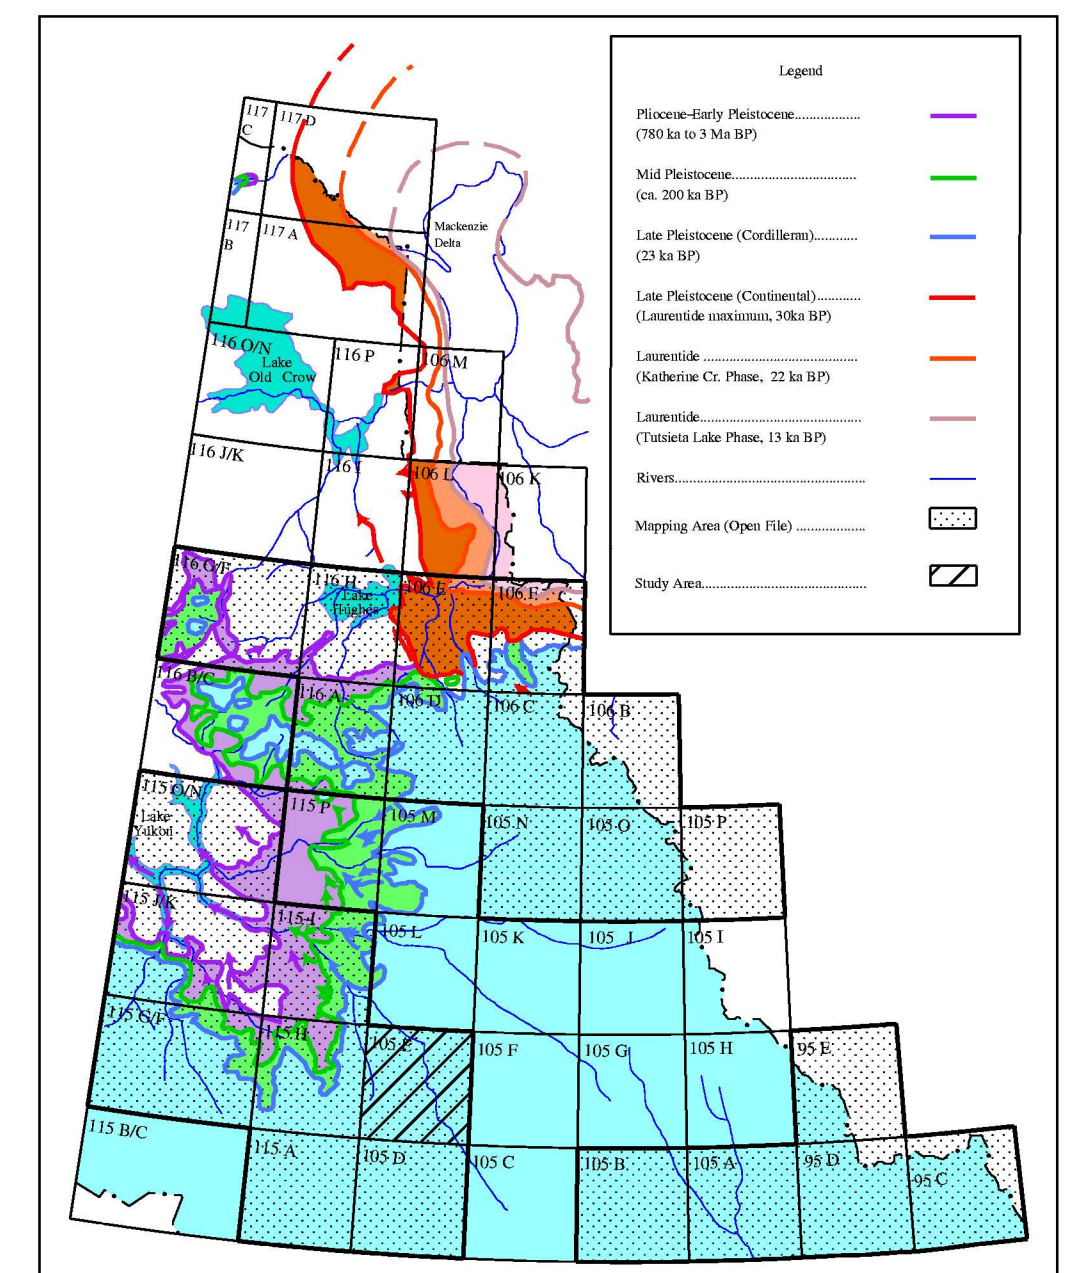 Legend
Pliocene-Early Pleistocene...................
(780 ka to 3 Ma BP)
Mid Pleistocene....................................
(ca. 200 ka BP)
Late Pleistocene (Cordilleran)............
(23 ka BP)
Late Pleistocene (Continental)............
(Laurentide maximum, 30ka BP)
Laurentide ............................................
(Katherine Cr. Phase, 22 ka BP)
Laurentide.............................................
(Tutsieta Lake Phase, 13 ka BP)
Rivers......................................................
Mapping Area (Open File) ....................
Study Area..............................................
117
C
117 D
117
B
117 A
Mackenzie
Delta
116 O/N
Lake
Old Crow
116 P
106 M
116 J/K
116 I
106 L
106 K
116 G/F
116 H
Lake
Hughes
106 E
106 F
116 B/C
116 A
106 D
106 C
106 B
115 O/N
Lake
Yukon
115 P
105 M
105 N
105 O
105 P
115 J/K
115 I
105 L
105 K
105 J
105 I
115 G/F
115 H
105 E
105 F
105 G
105 H
95 E
115 B/C
115 A
105 D
105 C
105 B
105 A
95 D
95 C